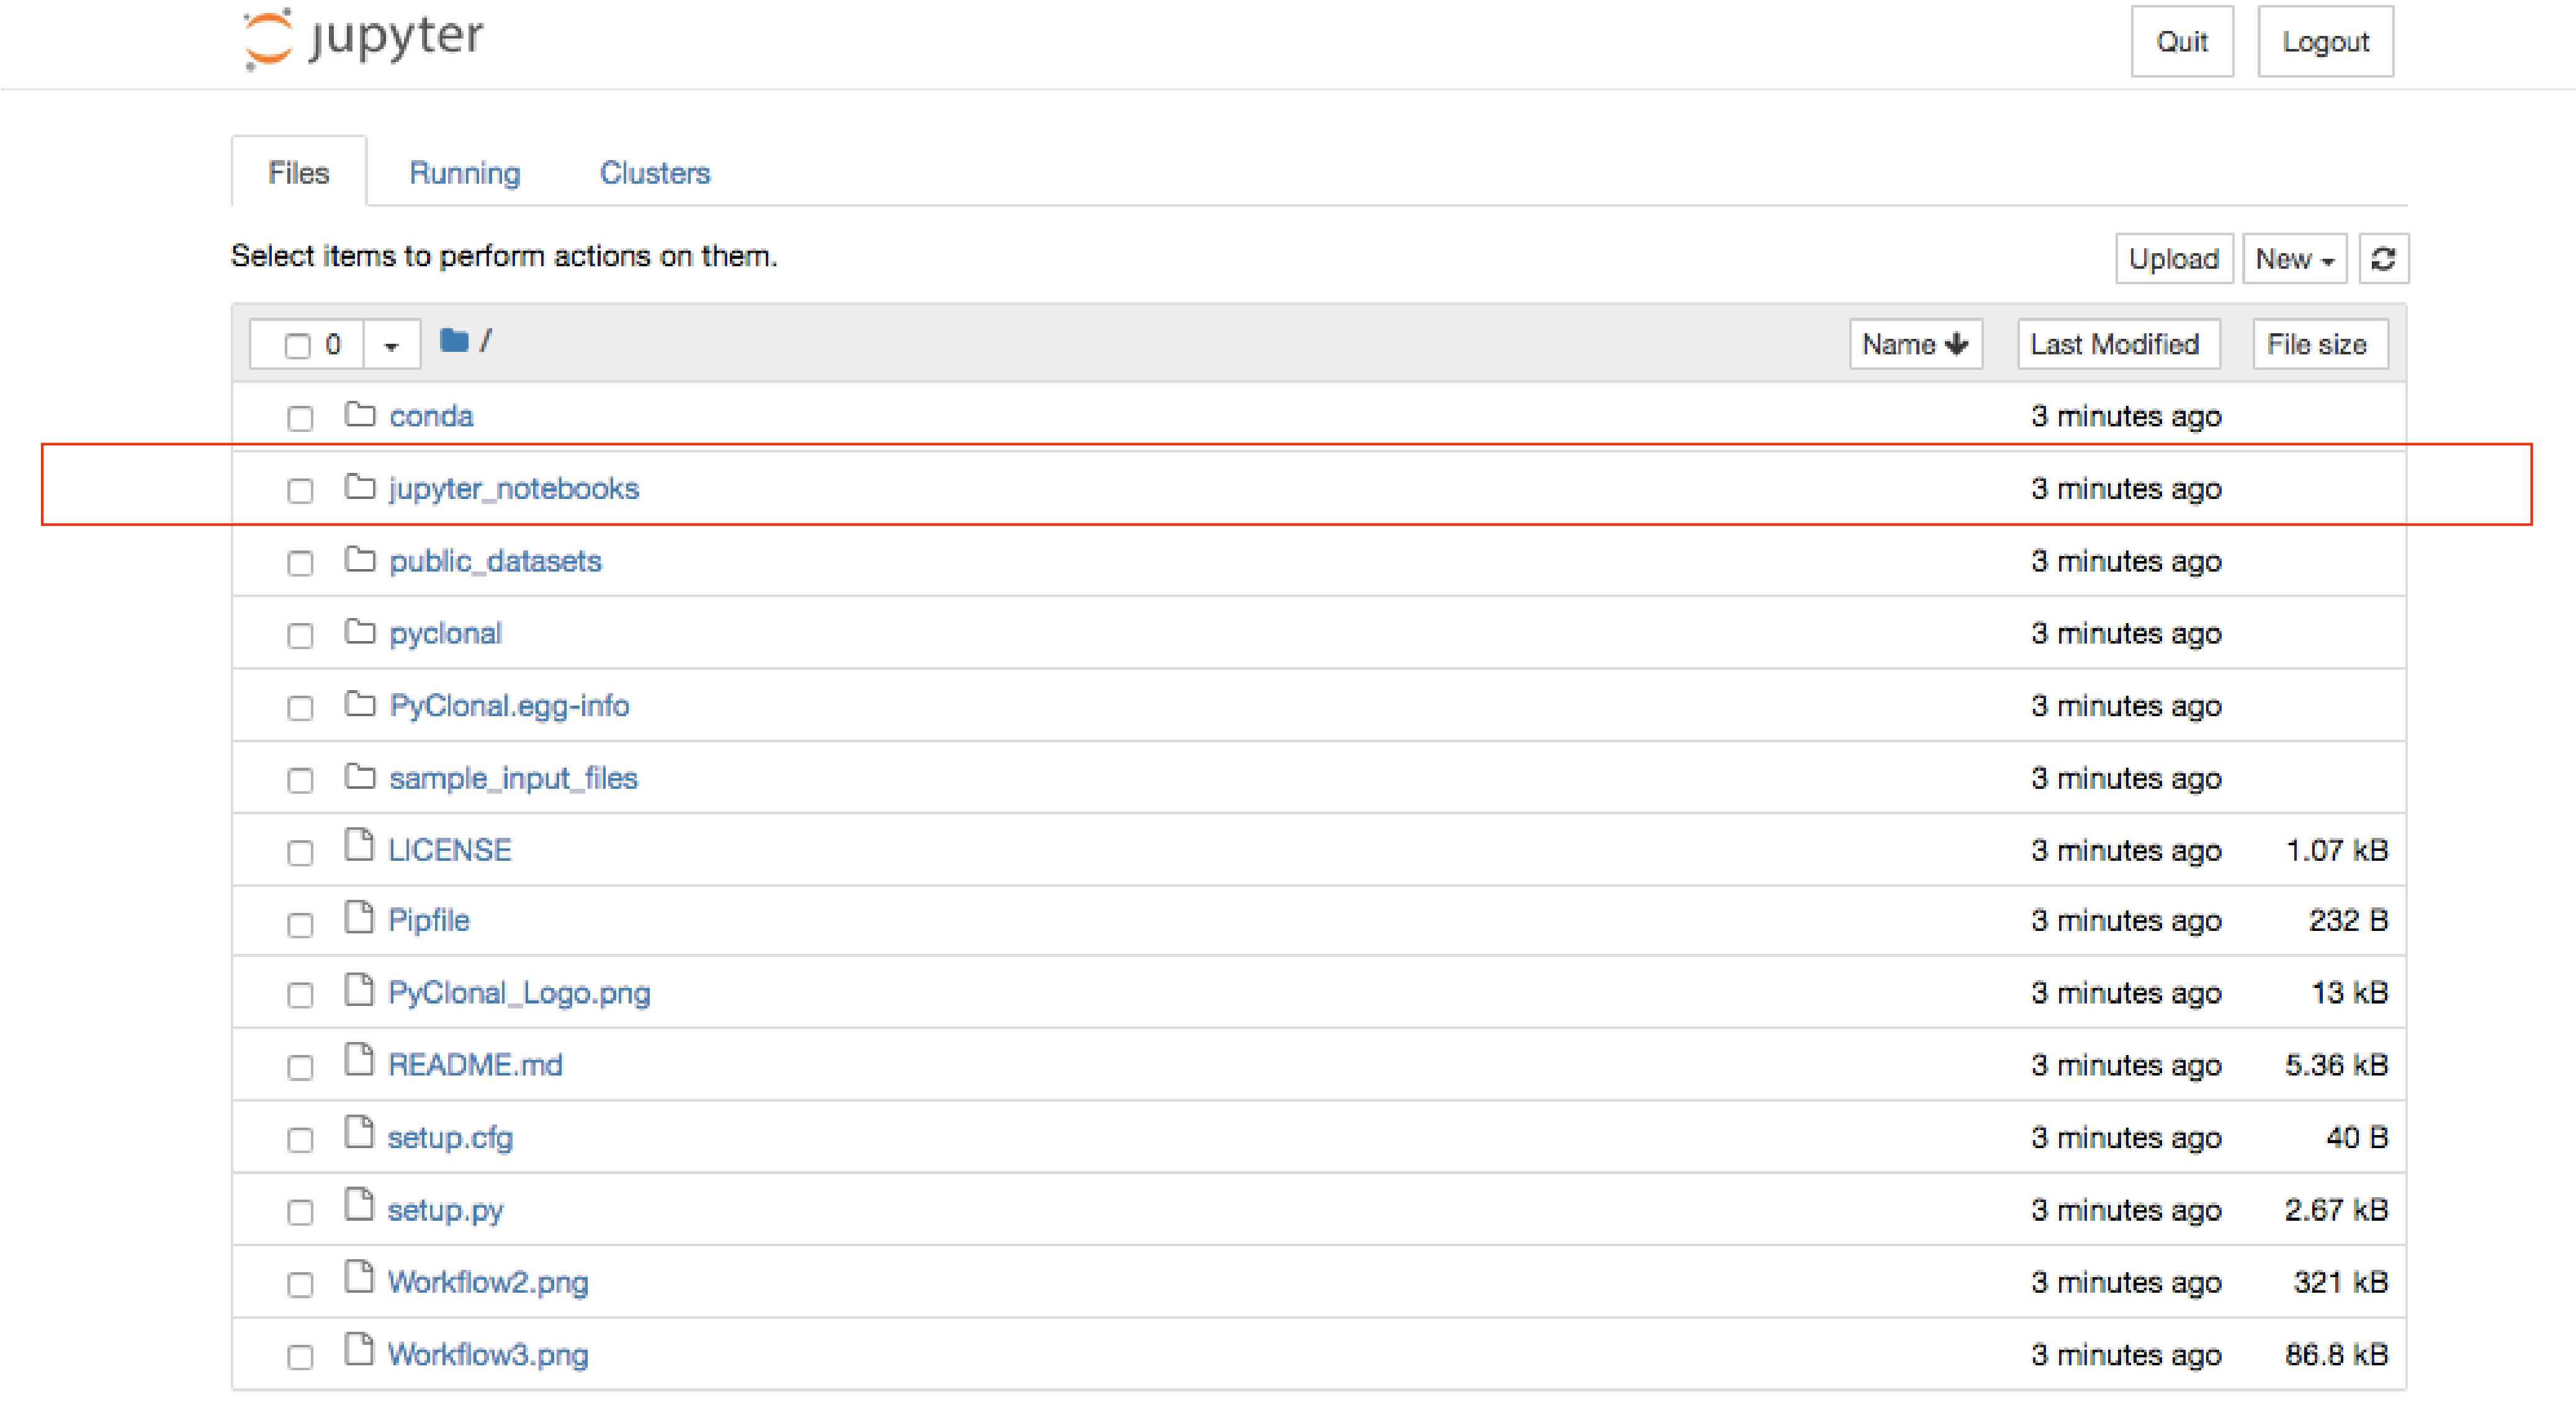 jupyter
Quit Logout
Files Running Clusters
Select items to perform actions on them.
Upload New
0 / Name Last Modified File size
conda 3 minutes ago
jupyter_notebooks 3 minutes ago
public_datasets 3 minutes ago
pyclonal 3 minutes ago
PyClonal.egg-info 3 minutes ago
sample_input_files 3 minutes ago
LICENSE 3 minutes ago 1.07 kB
Pipfile 3 minutes ago 232 B
PyClonal_Logo.png 3 minutes ago 13 kB
README.md 3 minutes ago 5.36 kB
setup.cfg 3 minutes ago 40 B
setup.py 3 minutes ago 2.67 kB
Workflow2.png 3 minutes ago 321 kB
Workflow3.png 3 minutes ago 86.8 kB